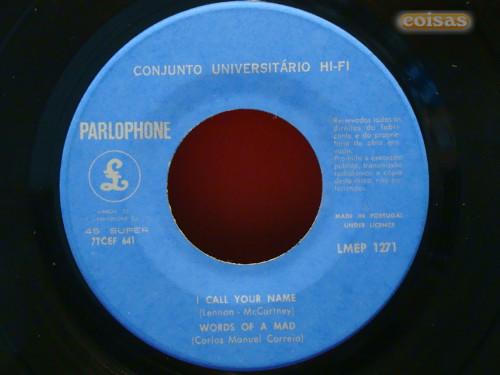 coisas
CONJUNTO UNIVERSITÁRIO HI-FI
PARLOPHONE
£
45 SUPER
7TCEF 641
Reservados todos os
direitos do fabri-
cante e do proprie-
tário da obra gra-
vada.
Proibida a execução
pública, transmissão
radiofónica e cópia
deste disco, não au-
torizadas.
MADE IN PORTUGAL
UNDER LICENCE
LMEP 1271
I CALL YOUR NAME
(Lennon - McCartney)
WORDS OF A MAD
(Carlos Manuel Correia)